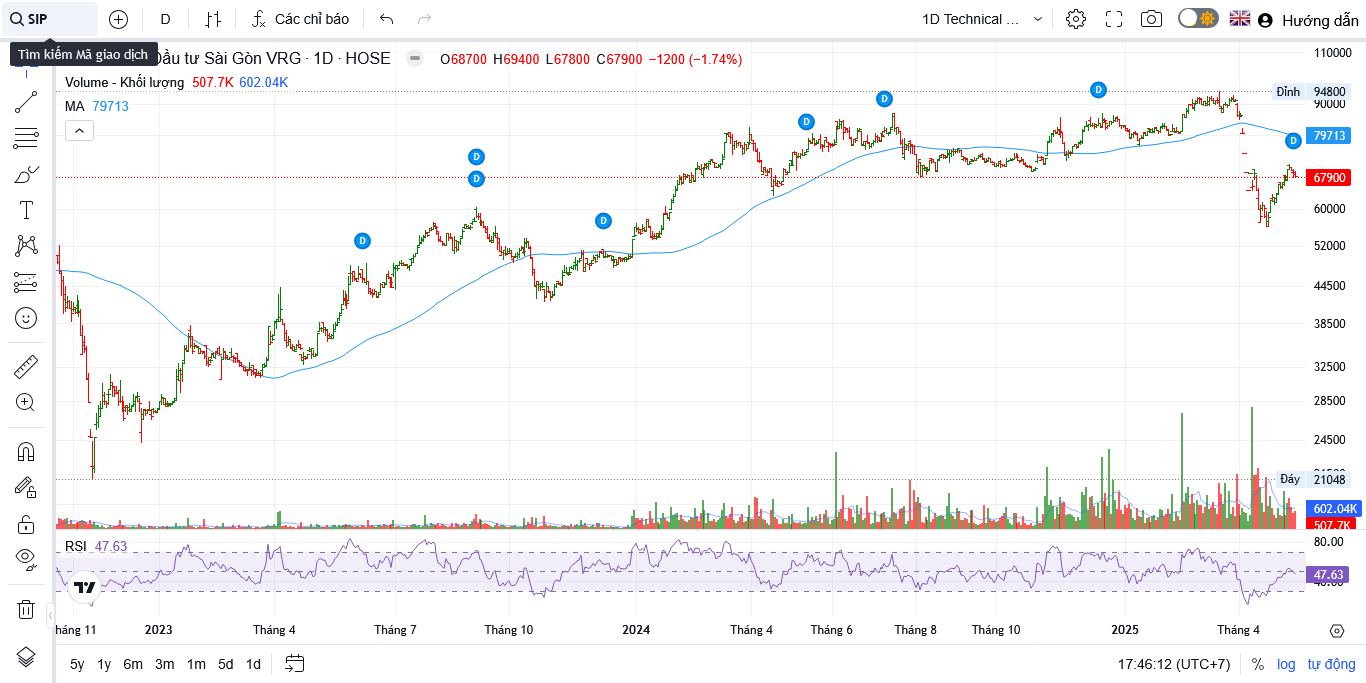 SIP
D
Các chỉ báo
1D Technical ...
Hướng dẫn
Tìm kiếm Mã giao dịch
Đầu tư Sài Gòn VRG · 1D · HOSE
O68700 H69400 L67800 C67900 −1200 (−1.74%)
Volume - Khối lượng 507.7K 602.04K
MA 79713
110000
Đỉnh 94800
90000
79713
67900
60000
52000
44500
38500
32500
28500
24500
Đáy 21048
602.04K
507.7K
D
D
D
D
D
D
D
D
RSI 47.63
80.00
47.63
40.00
háng 11 2023 Tháng 4 Tháng 7 Tháng 10 2024 Tháng 4 Tháng 6 Tháng 8 Tháng 10 2025 Tháng 4
5y 1y 6m 3m 1m 5d 1d
17:46:12 (UTC+7) % log tự động